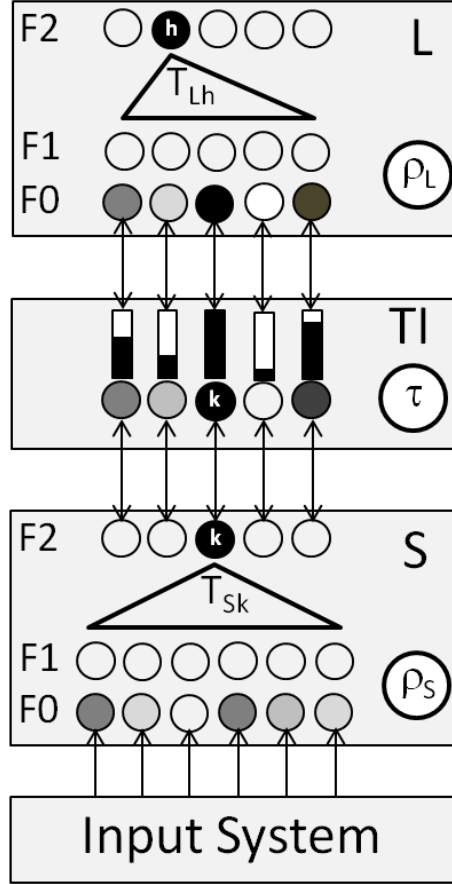 F2 h L
T_Lh
F1
F0 ρ_L
TI
k τ
F2 k S
T_Sk
F1
F0 ρ_S
Input System